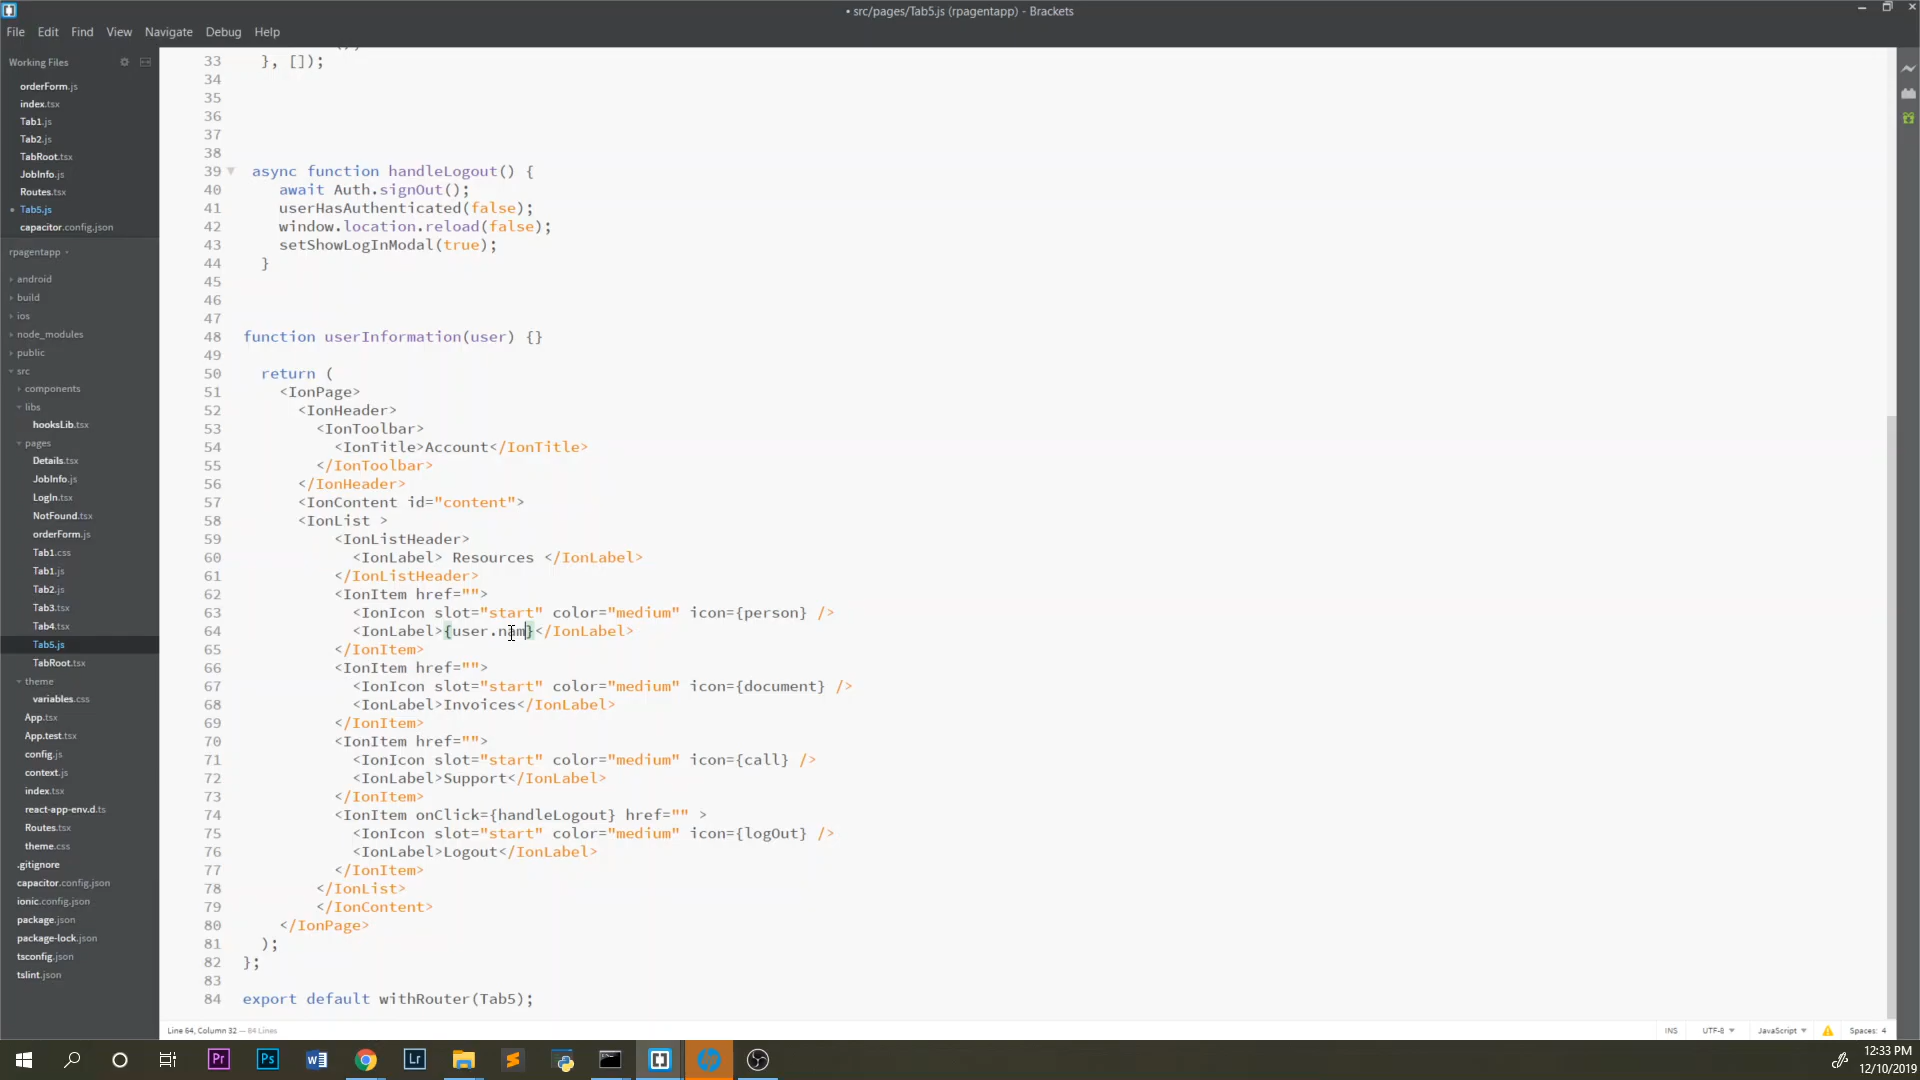 • src/pages/Tab5.js (rpagentapp) - Brackets
File Edit Find View Navigate Debug Help
Working Files
orderForm.js
index.tsx
Tab1.js
Tab2.js
TabRoot.tsx
JobInfo.js
Routes.tsx
Tab5.js
capacitor.config.json
rpagentapp
android
build
ios
node_modules
public
src
components
libs
hooksLib.tsx
pages
Details.tsx
JobInfo.js
LogIn.tsx
NotFound.tsx
orderForm.js
Tab1.css
Tab1.js
Tab2.js
Tab3.tsx
Tab4.tsx
Tab5.js
TabRoot.tsx
theme
variables.css
App.tsx
App.test.tsx
config.js
context.js
index.tsx
react-app-env.d.ts
Routes.tsx
theme.css
.gitignore
capacitor.config.json
ionic.config.json
package.json
package-lock.json
tsconfig.json
tslint.json
33 }, []);
34
35
36
37
38
39 async function handleLogout() {
40 await Auth.signOut();
41 userHasAuthenticated(false);
42 window.location.reload(false);
43 setShowLogInModal(true);
44 }
45
46
47
48 function userInformation(user) {}
49
50 return (
51 <IonPage>
52 <IonHeader>
53 <IonToolbar>
54 <IonTitle>Account</IonTitle>
55 </IonToolbar>
56 </IonHeader>
57 <IonContent id="content">
58 <IonList >
59 <IonListHeader>
60 <IonLabel> Resources </IonLabel>
61 </IonListHeader>
62 <IonItem href="">
63 <IonIcon slot="start" color="medium" icon={person} />
64 <IonLabel>{user.nam}</IonLabel>
65 </IonItem>
66 <IonItem href="">
67 <IonIcon slot="start" color="medium" icon={document} />
68 <IonLabel>Invoices</IonLabel>
69 </IonItem>
70 <IonItem href="">
71 <IonIcon slot="start" color="medium" icon={call} />
72 <IonLabel>Support</IonLabel>
73 </IonItem>
74 <IonItem onClick={handleLogout} href="" >
75 <IonIcon slot="start" color="medium" icon={logOut} />
76 <IonLabel>Logout</IonLabel>
77 </IonItem>
78 </IonList>
79 </IonContent>
80 </IonPage>
81 );
82 };
83
84 export default withRouter(Tab5);
Line 64, Column 32 — 84 Lines
INS UTF-8 JavaScript Spaces: 4
Pr Ps Lr
12:33 PM
12/10/2019